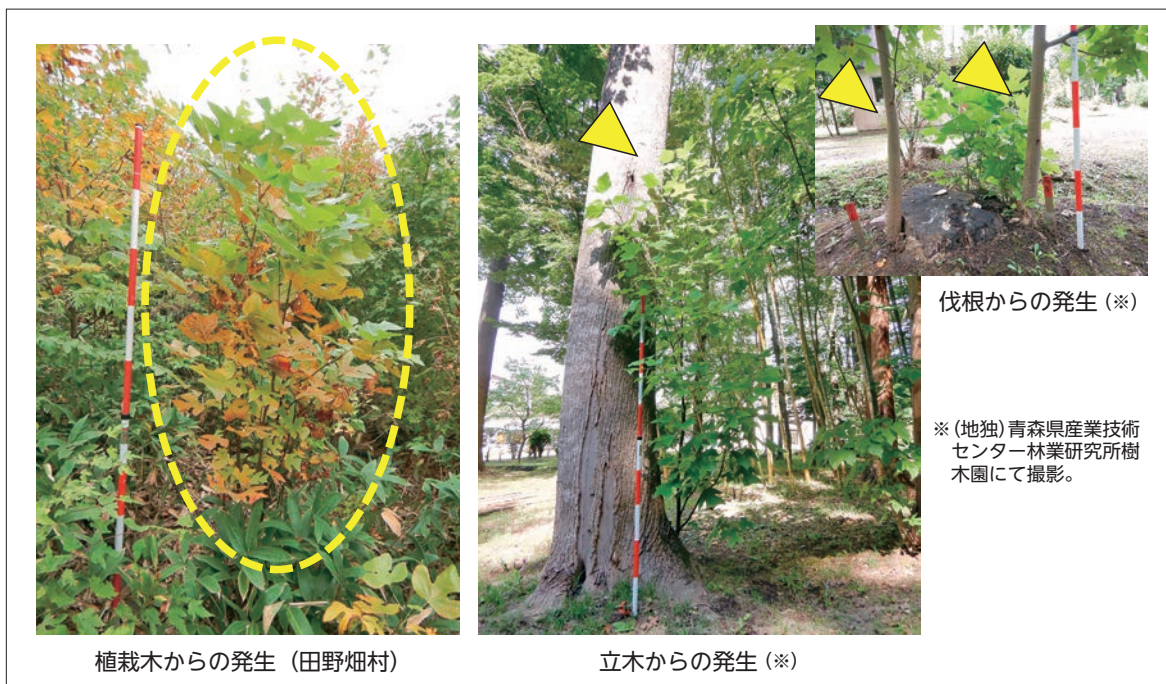 植栽木からの発生（田野畑村）
立木からの発生（※）
伐根からの発生（※）
※（地独）青森県産業技術
センター林業研究所樹
木園にて撮影。